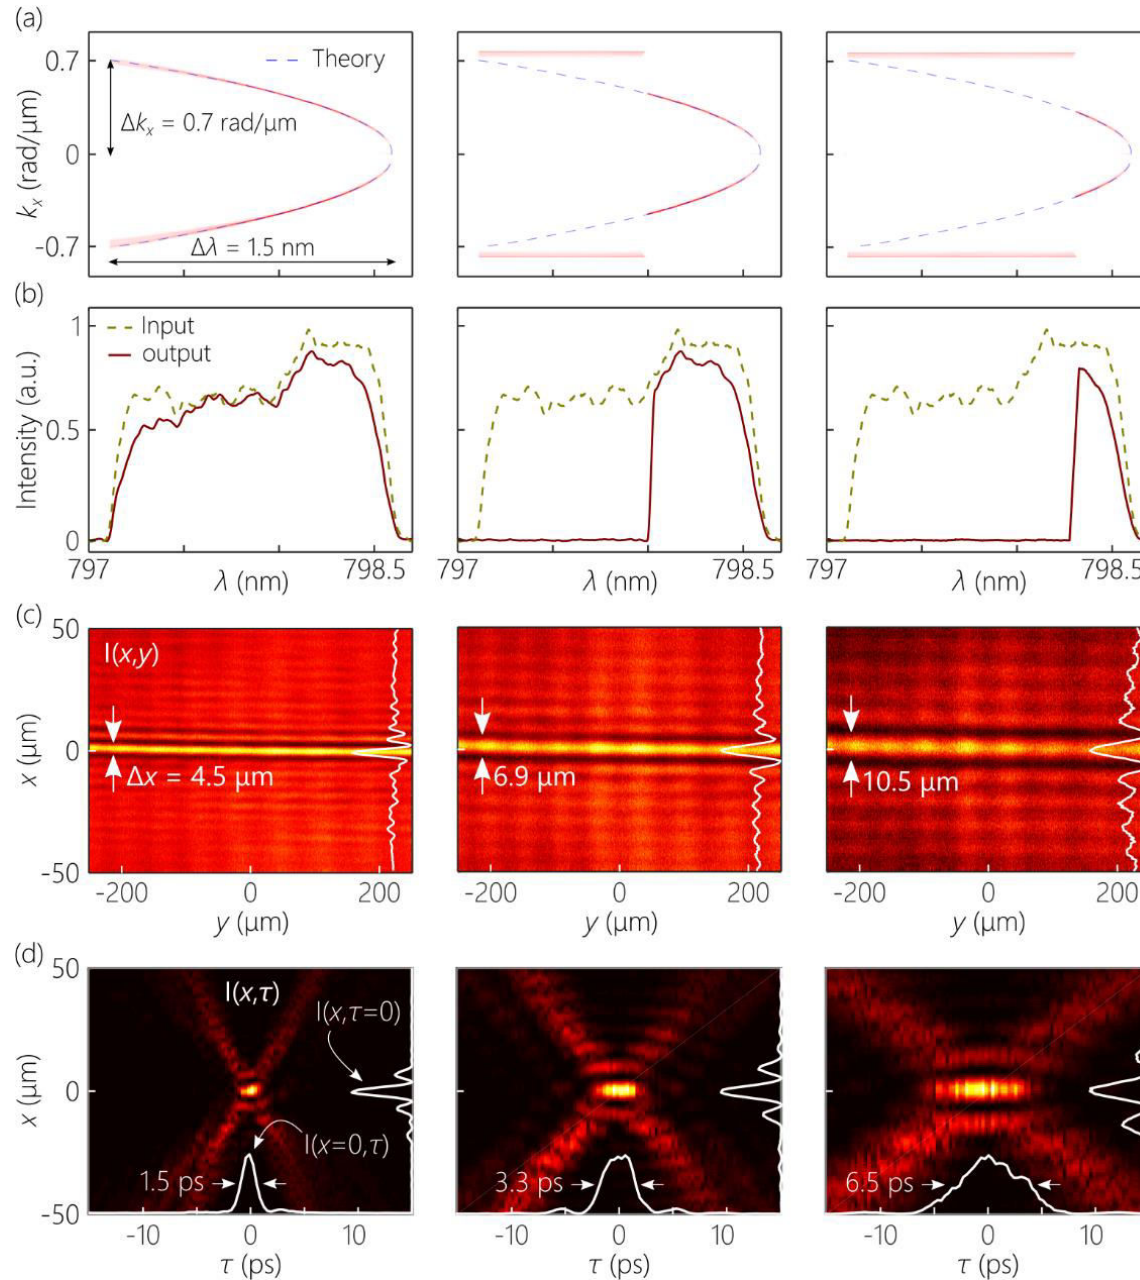 (a)
0.7
0
-0.7
kₓ (rad/µm)
Theory
Δkₓ = 0.7 rad/µm
Δλ = 1.5 nm
(b)
1
0.5
0
Intensity (a.u.)
Input
output
797
λ (nm)
798.5
797
λ (nm)
798.5
797
λ (nm)
798.5
(c)
50
0
-50
x (µm)
I(x,y)
Δx = 4.5 µm
6.9 µm
10.5 µm
-200
0
200
y (µm)
-200
0
200
y (µm)
-200
0
200
y (µm)
(d)
50
0
-50
x (µm)
I(x,τ)
I(x,τ=0)
I(x=0,τ)
1.5 ps
3.3 ps
6.5 ps
-10
0
10
τ (ps)
-10
0
10
τ (ps)
-10
0
10
τ (ps)